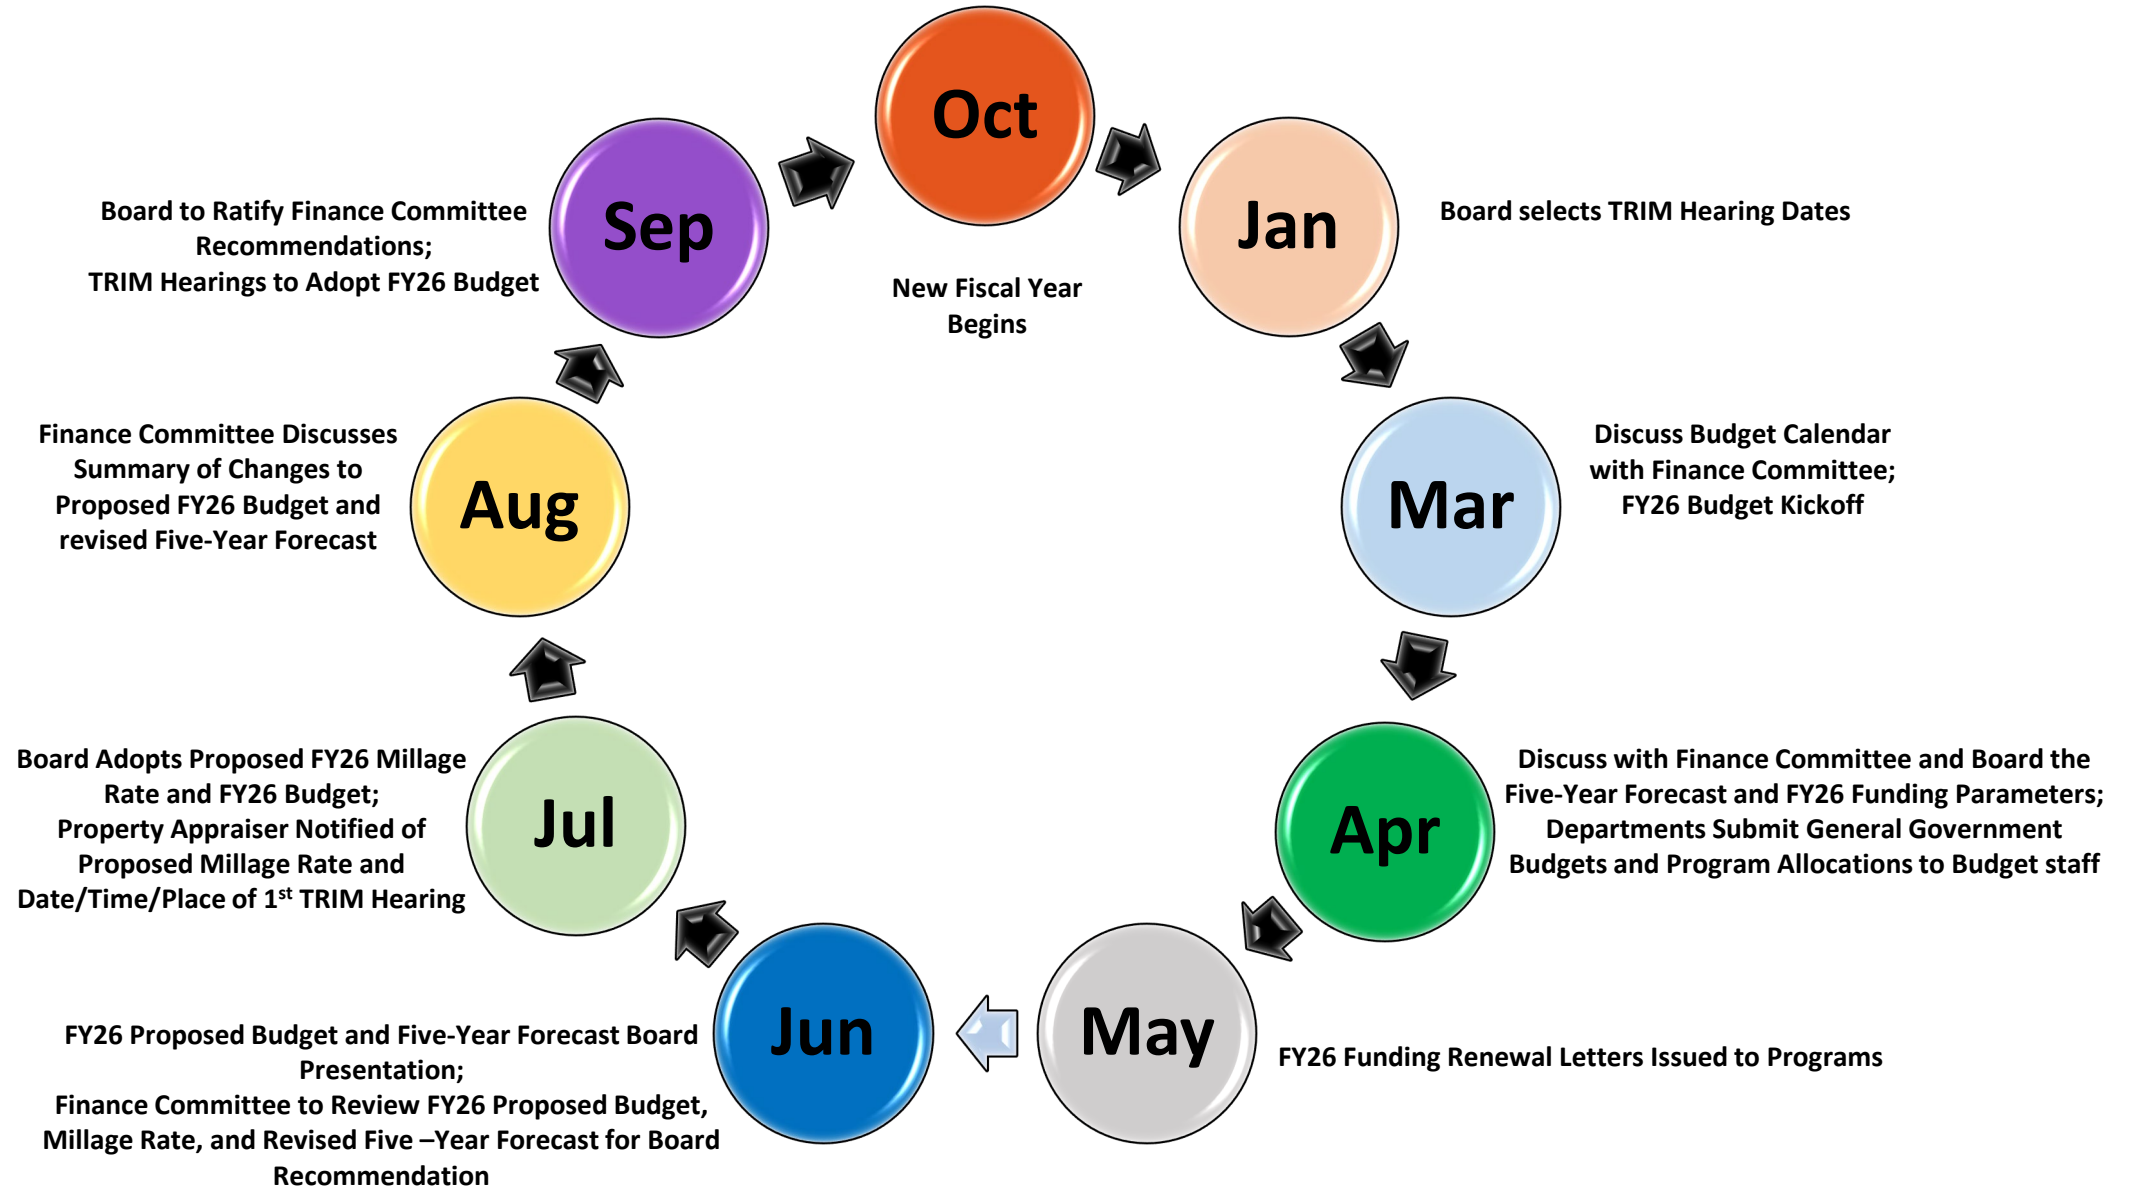 Oct
New Fiscal Year
Begins
Jan
Board selects TRIM Hearing Dates
Mar
Discuss Budget Calendar
with Finance Committee;
FY26 Budget Kickoff
Apr
Discuss with Finance Committee and Board the
Five-Year Forecast and FY26 Funding Parameters;
Departments Submit General Government
Budgets and Program Allocations to Budget staff
May
FY26 Funding Renewal Letters Issued to Programs
Jun
FY26 Proposed Budget and Five-Year Forecast Board
Presentation;
Finance Committee to Review FY26 Proposed Budget,
Millage Rate, and Revised Five –Year Forecast for Board
Recommendation
Jul
Board Adopts Proposed FY26 Millage
Rate and FY26 Budget;
Property Appraiser Notified of
Proposed Millage Rate and
Date/Time/Place of 1st TRIM Hearing
Aug
Finance Committee Discusses
Summary of Changes to
Proposed FY26 Budget and
revised Five-Year Forecast
Sep
Board to Ratify Finance Committee
Recommendations;
TRIM Hearings to Adopt FY26 Budget